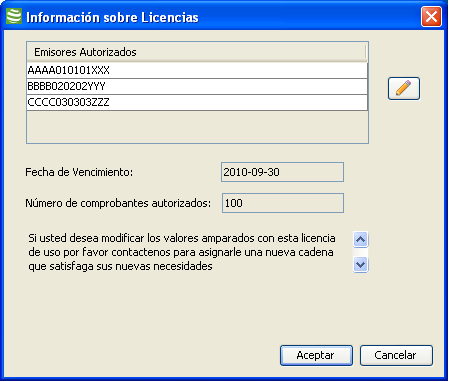 Información sobre Licencias
Emisores Autorizados
AAAA010101XXX
BBBB020202YYY
CCCC030303ZZZ
Fecha de Vencimiento: 2010-09-30
Número de comprobantes autorizados: 100
Si usted desea modificar los valores amparados con esta licencia
de uso por favor contactenos para asignarle una nueva cadena
que satisfaga sus nuevas necesidades
Aceptar Cancelar